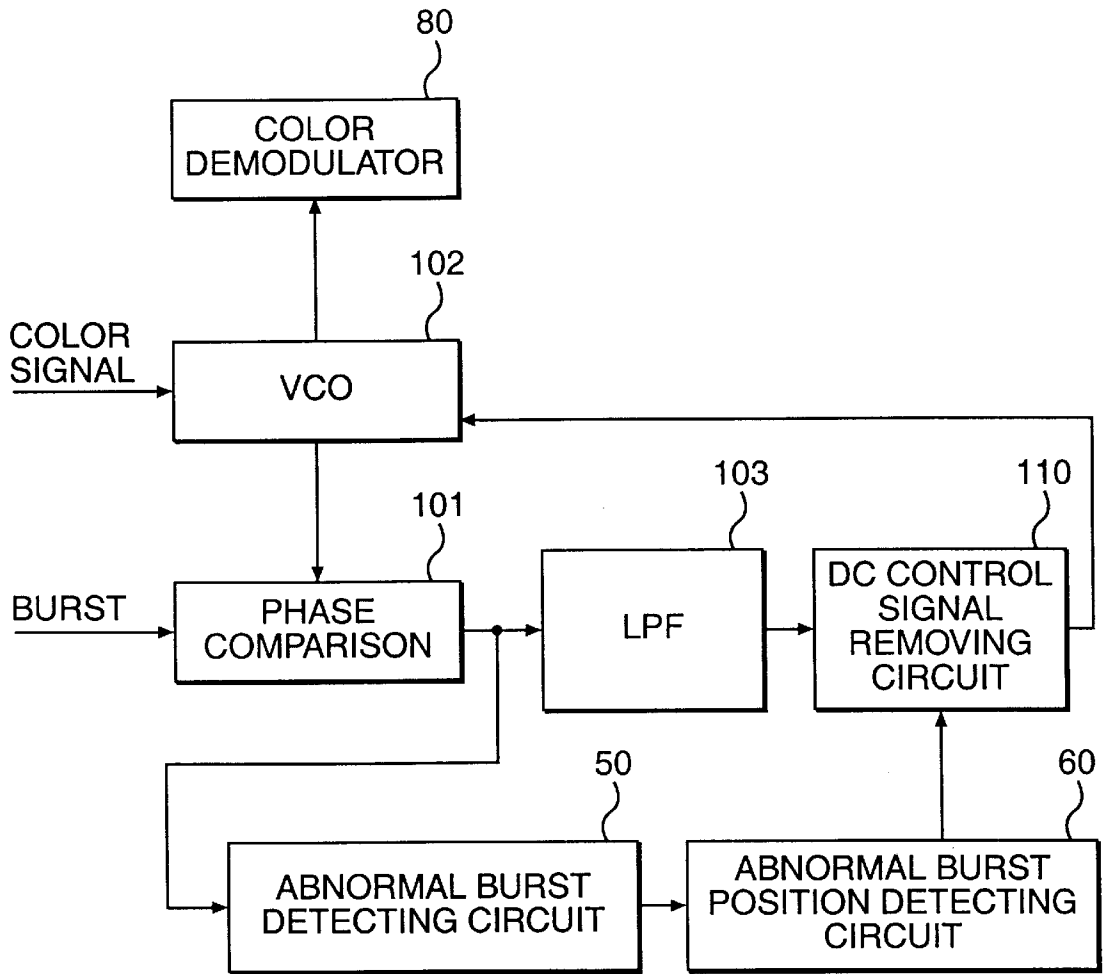 80
COLOR
DEMODULATOR
102
COLOR
SIGNAL
VCO
101
103
110
BURST
PHASE
COMPARISON
LPF
DC CONTROL
SIGNAL
REMOVING
CIRCUIT
50
60
ABNORMAL BURST
DETECTING CIRCUIT
ABNORMAL BURST
POSITION DETECTING
CIRCUIT